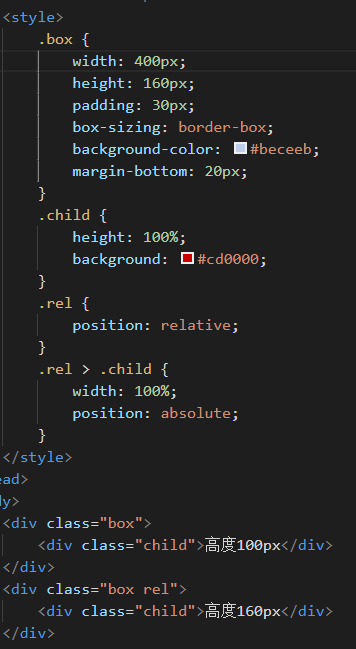 <style>
.box {
width: 400px;
height: 160px;
padding: 30px;
box-sizing: border-box;
background-color: #beceeb;
margin-bottom: 20px;
}
.child {
height: 100%;
background: #cd0000;
}
.rel {
position: relative;
}
.rel > .child {
width: 100%;
position: absolute;
}
</style>
ead>
dy>
<div class="box">
<div class="child">高度100px</div>
</div>
<div class="box rel">
<div class="child">高度160px</div>
</div>